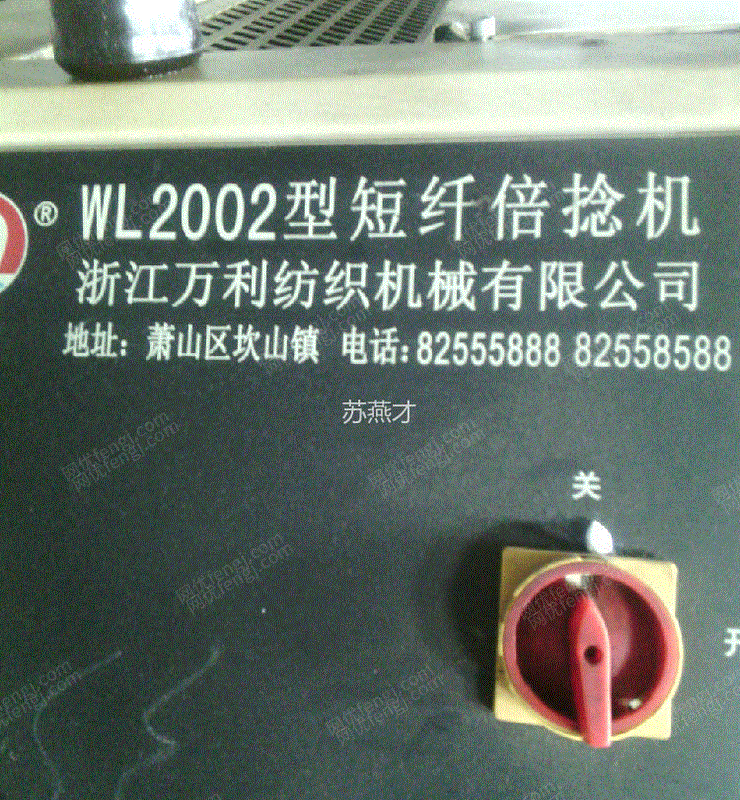 ® WL2002型短纤倍捻机
浙江万利纺织机械有限公司
地址：萧山区坎山镇 电话：82555888 82558588
苏燕才
关
开